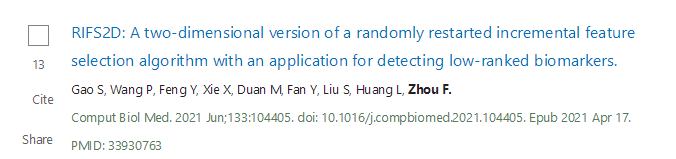 RIFS2D: A two-dimensional version of a randomly restarted incremental feature
selection algorithm with an application for detecting low-ranked biomarkers.
13
Gao S, Wang P, Feng Y, Xie X, Duan M, Fan Y, Liu S, Huang L, Zhou F.
Cite
Comput Biol Med. 2021 Jun;133:104405. doi: 10.1016/j.compbiomed.2021.104405. Epub 2021 Apr 17.
Share
PMID: 33930763